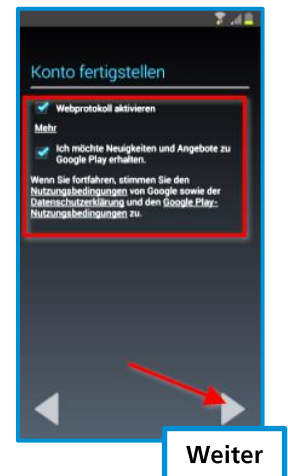 Konto fertigstellen
Webprotokoll aktivieren
Mehr
Ich möchte Neuigkeiten und Angebote zu
Google Play erhalten.
Wenn Sie fortfahren, stimmen Sie den
Nutzungsbedingungen von Google sowie der
Datenschutzerklärung und den Google Play-
Nutzungsbedingungen zu.
Weiter